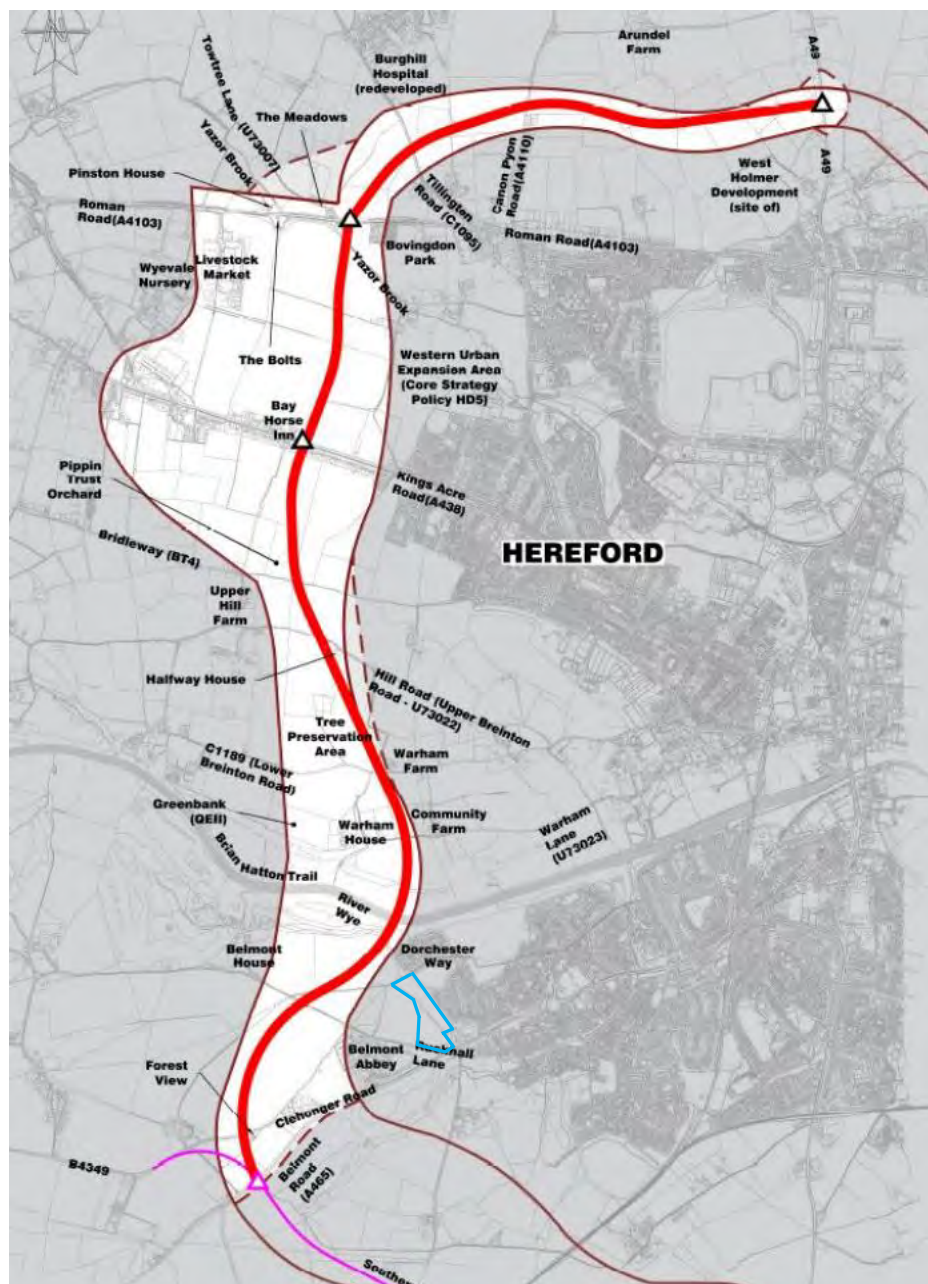 Arundel
Farm
A49
Burghill
Hospital
(redeveloped)
Towtree Lane (U73007)
Yazor Brook
The Meadows
Pinston House
Roman
Road(A4103)
Tillington
Road (C1095)
Canon Pyon
Road(A4110)
West
Holmer
Development
(site of)
A49
Roman Road(A4103)
Bovingdon
Park
Livestock
Market
Wyevale
Nursery
Yazor Brook
The Bolts
Western Urban
Expansion Area
(Core Strategy
Policy HD5)
Bay
Horse
Inn
Pippin
Trust
Orchard
Kings Acre
Road(A438)
Bridleway (BT4)
HEREFORD
Upper
Hill
Farm
Halfway House
Hill Road (Upper Breinton
Road - U73022)
Tree
Preservation
Area
C1189 (Lower
Breinton Road)
Warham
Farm
Greenbank
(QEII)
Warham
House
Community
Farm
Warham
Lane
(U73023)
Brian
Hatton Trail
River
Wye
Belmont
House
Dorchester
Way
Belmont
Abbey
Lane
Forest
View
Clehonger Road
B4349
Belmont
Road
(A465)
Souther